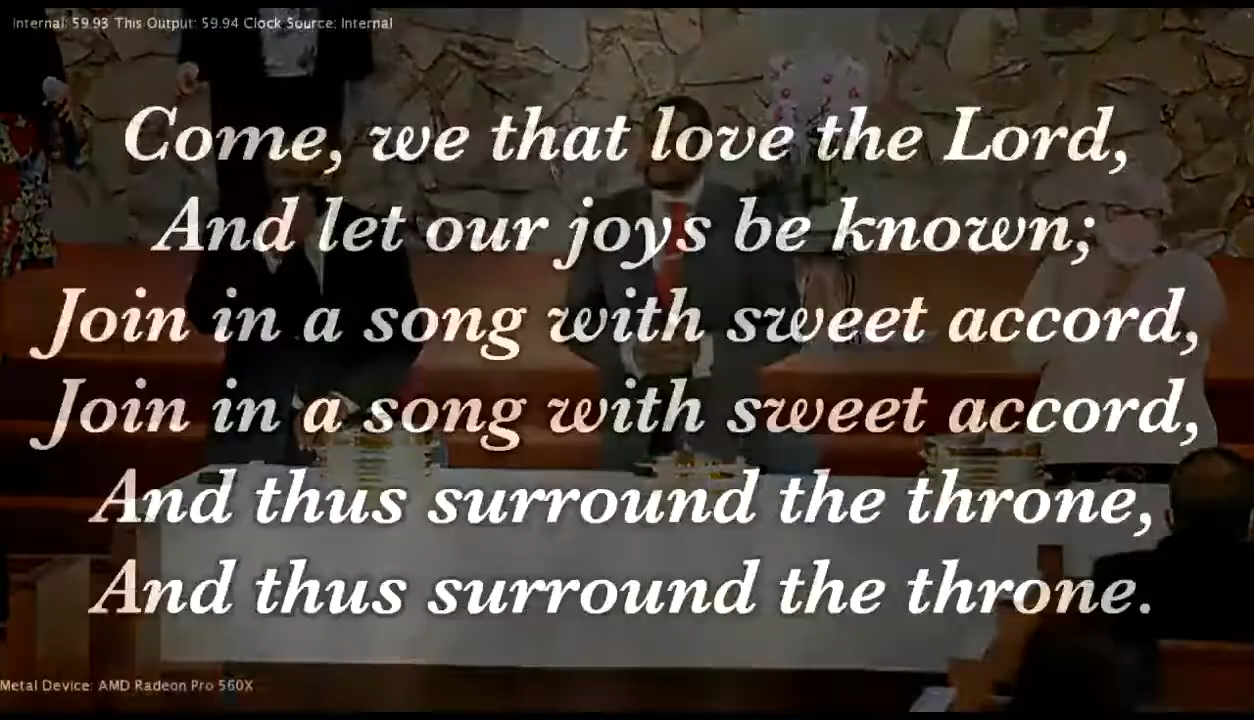 Internal: 59.93 This Output: 59.94 Clock Source: Internal
Come, we that love the Lord,
And let our joys be known;
Join in a song with sweet accord,
Join in a song with sweet accord,
And thus surround the throne,
And thus surround the throne.
Metal Device: AMD Radeon Pro 560X